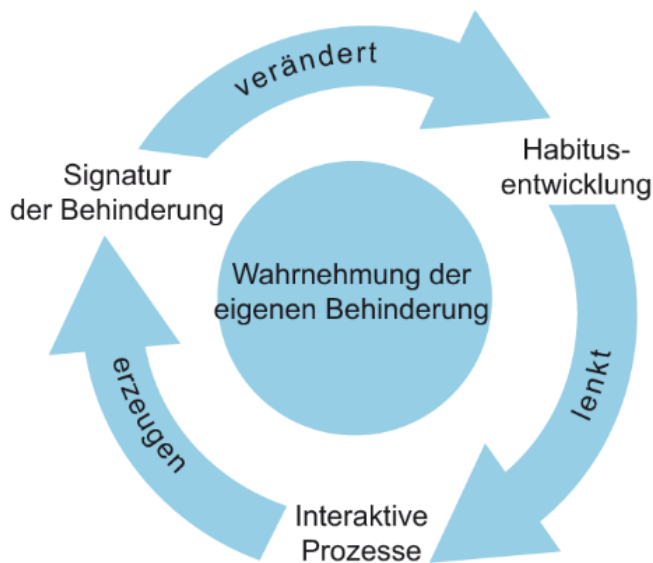 verändert
Habitus-
entwicklung
Signatur
der Behinderung
Wahrnehmung der
eigenen Behinderung
lenkt
erzeugen
Interaktive
Prozesse